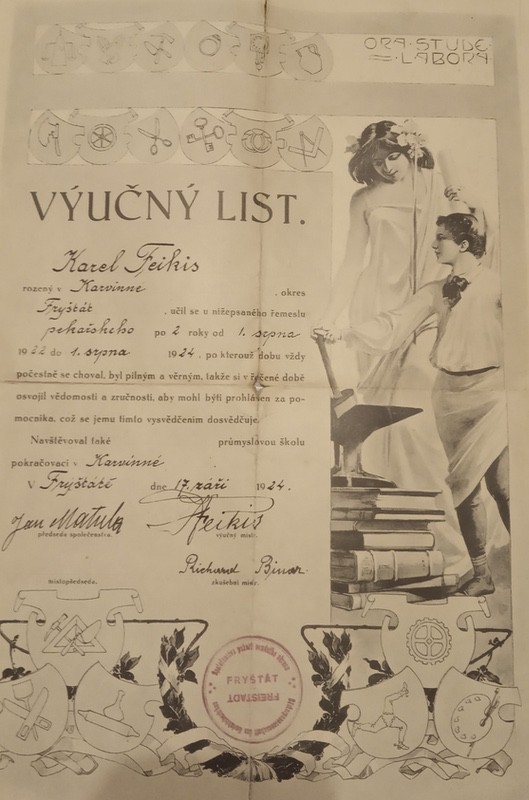 ORA·STUDE·
LABORA
VÝUČNÝ LIST.
Karel Feikis
rozený v Karvinné, okres
Fryštát, učil se u nížepsaného řemeslu
pekařského po 2 roky od 1. srpna
1922 do 1. srpna 1924, po kterouž dobu vždy
počestně se choval, byl pilným a věrným, takže si v řečené době
osvojil vědomosti a zručnosti, aby mohl býti prohlášen za po-
mocníka, což se jemu tímto vysvědčením dosvědčuje.
Navštěvoval také průmyslovou školu
pokračovací v Karvinné
V Fryštátě dne 17. září 1924.
Jan Matula Feikis
předseda společenstva. výučný mistr.
Richard Binar
místopředseda. zkušební mistr.
FRYŠTÁT
FREISTADT